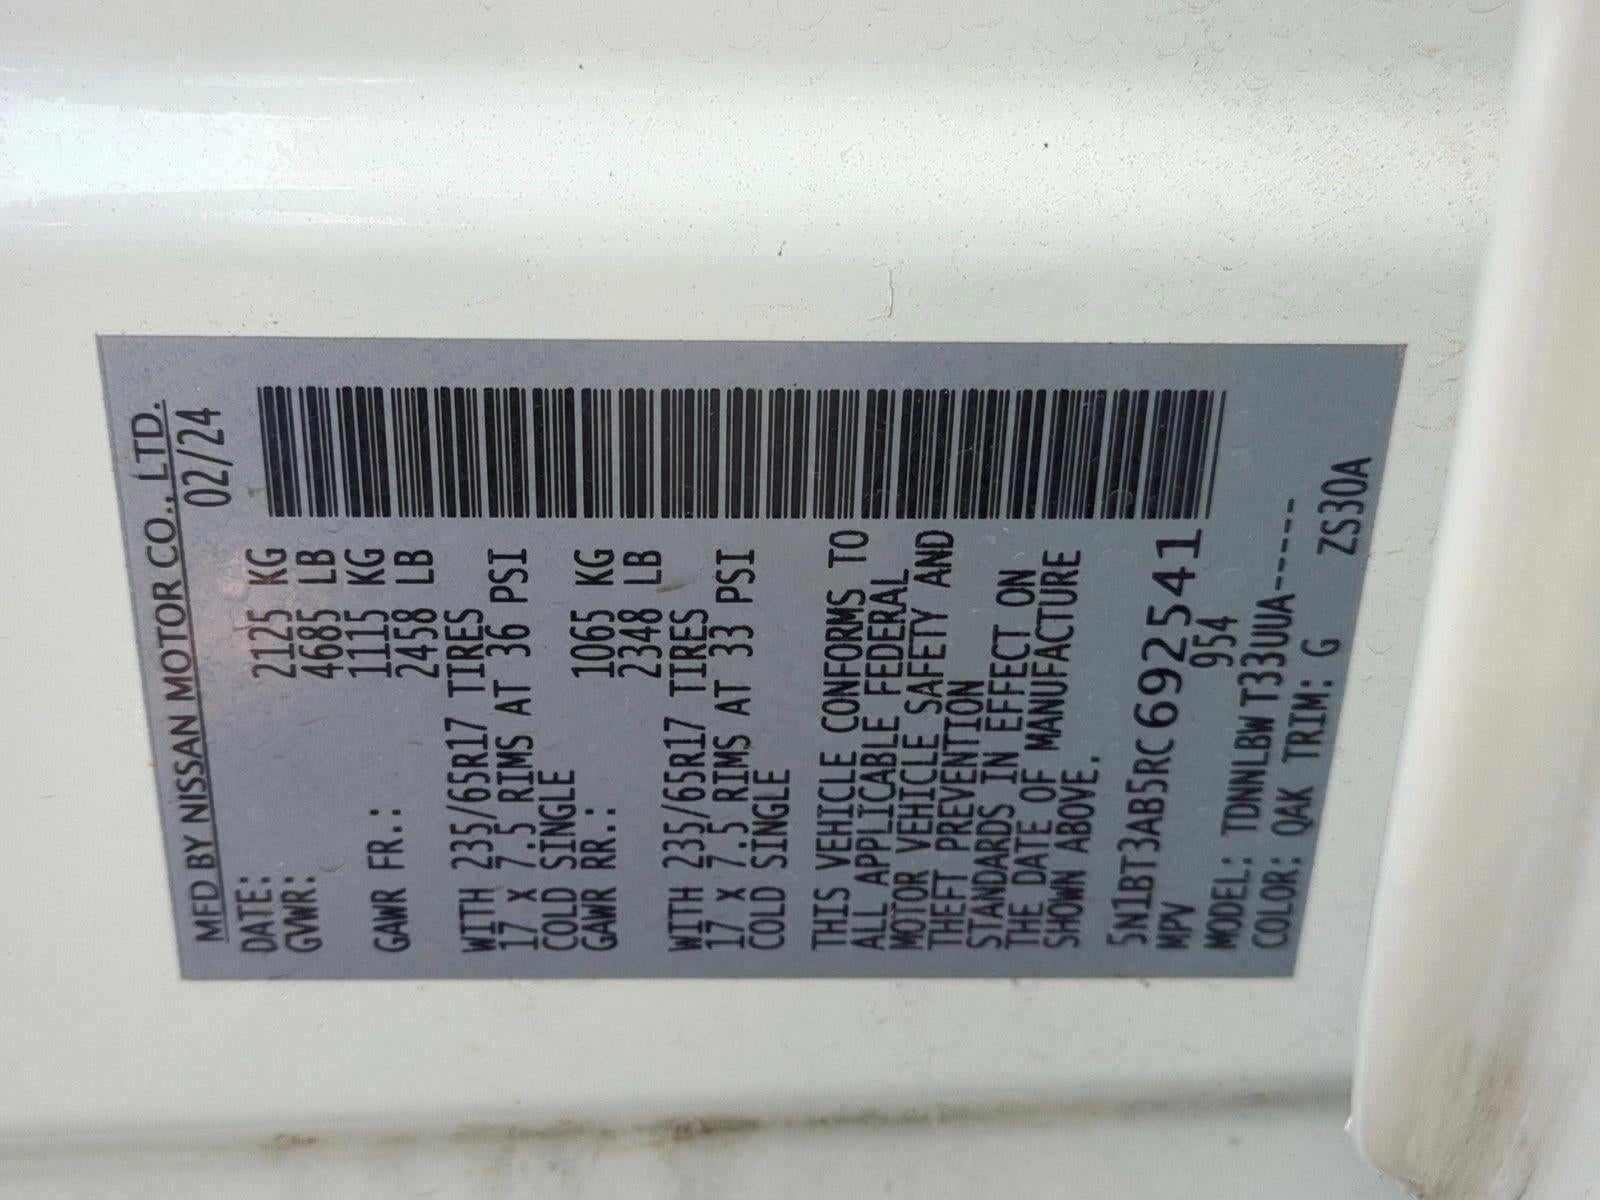 MFD BY NISSAN MOTOR CO., LTD.
DATE: 02/24
GVWR: 2125 KG
4685 LB
GAWR FR.: 1115 KG
2458 LB
WITH 235/65R17 TIRES
17 X 7.5 RIMS AT 36 PSI
COLD SINGLE
GAWR RR.: 1065 KG
2348 LB
WITH 235/65R17 TIRES
17 X 7.5 RIMS AT 33 PSI
COLD SINGLE
THIS VEHICLE CONFORMS TO
ALL APPLICABLE FEDERAL
MOTOR VEHICLE SAFETY AND
THEFT PREVENTION
STANDARDS IN EFFECT ON
THE DATE OF MANUFACTURE
SHOWN ABOVE.
5N1BT3AB5RC692541
MPV 954
MODEL: TDNNLBWT33UUA-----
COLOR: QAK TRIM: G ZS30A